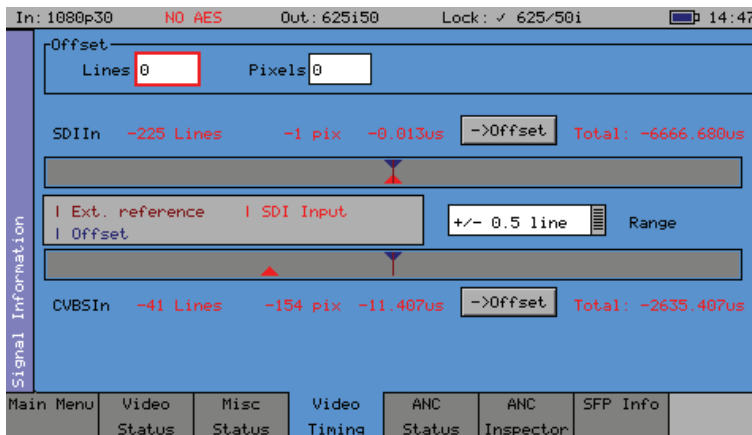 In:1080p30 NO AES Out:625i50 Lock: ✓ 625/50i 14:47
Offset
Lines 0 Pixels 0
SDIIn -225 Lines -1 pix -0.013us ->Offset Total: -6666.680us
| Ext. reference | SDI Input
| Offset
+/- 0.5 line Range
CVBSIn -41 Lines -154 pix -11.407us ->Offset Total: -2635.407us
Signal Information
Main Menu Video Status Misc Status Video Timing ANC Status ANC Inspector SFP Info